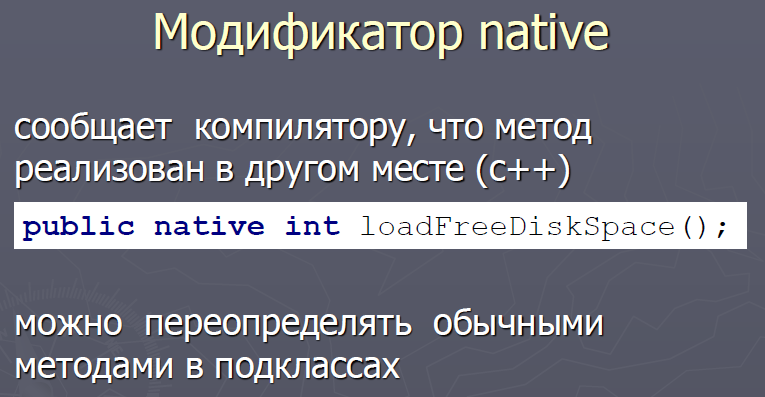 Модификатор native
сообщает компилятору, что метод
реализован в другом месте (с++)
public native int loadFreeDiskSpace();
можно переопределять обычными
методами в подклассах